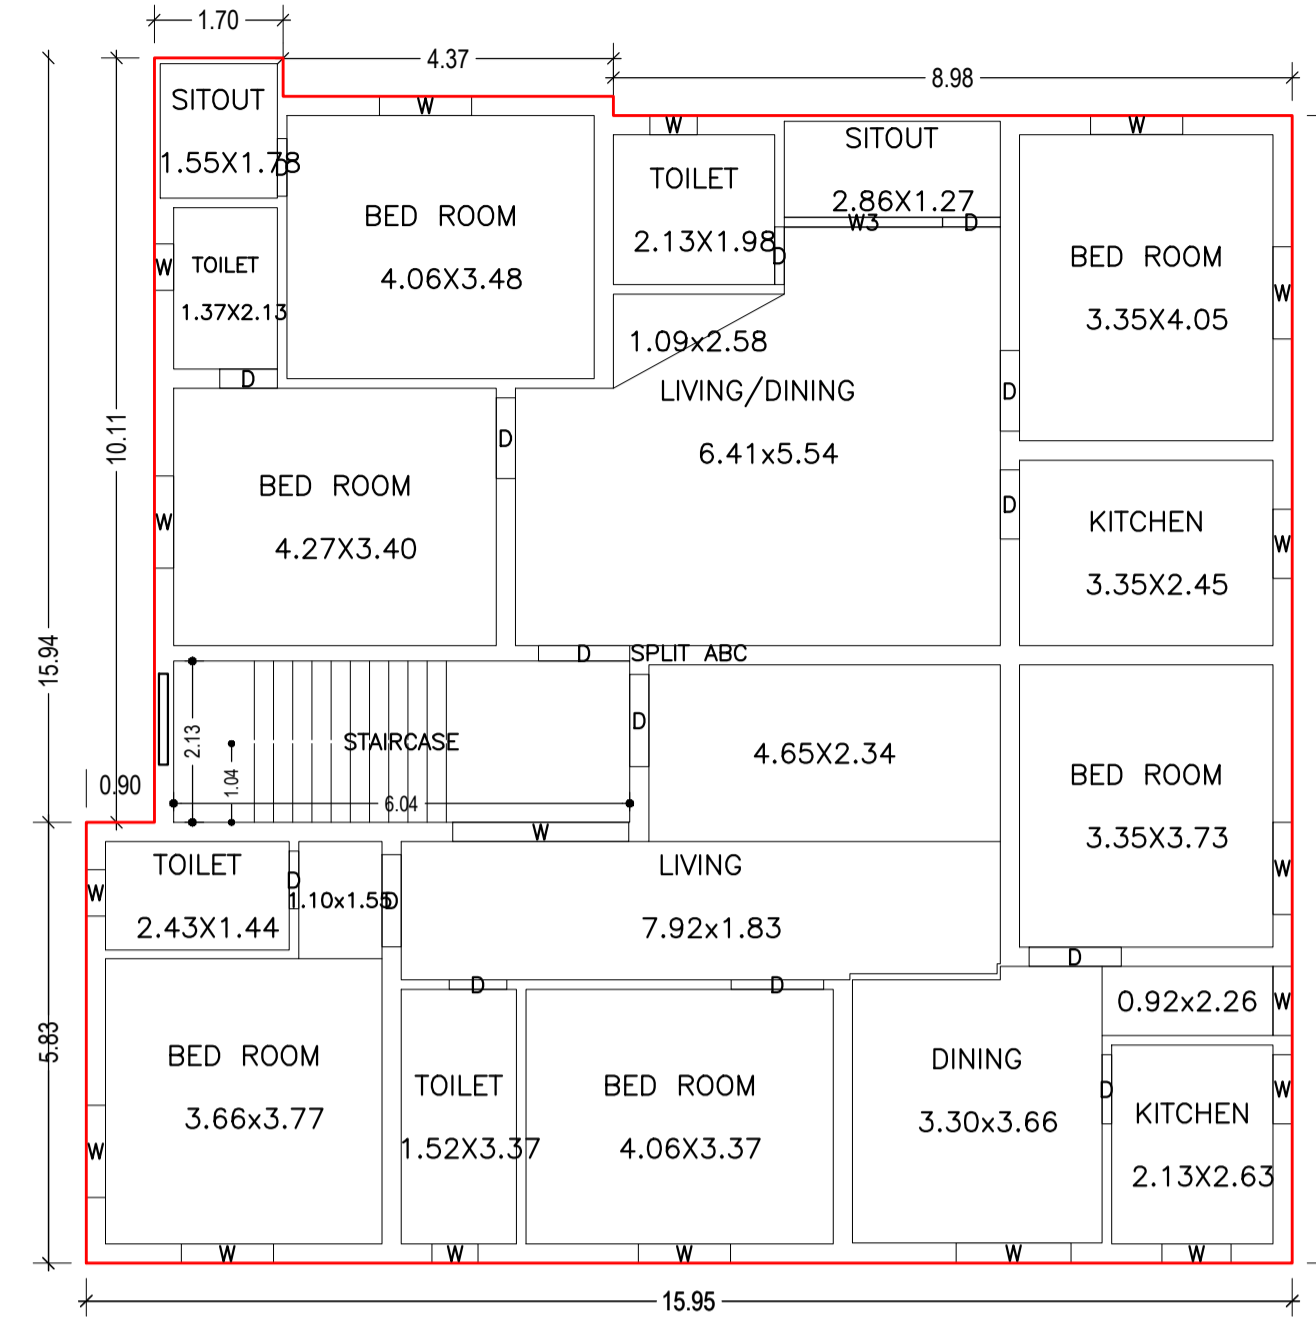 1.70
4.37
8.98
SITOUT
1.55X1.78
D
W
W
SITOUT
2.86X1.27
W3
D
W
TOILET
2.13X1.98
D
BED ROOM
4.06X3.48
TOILET
1.37X2.13
W
D
BED ROOM
3.35X4.05
W
D
1.09x2.58
LIVING/DINING
6.41x5.54
10.11
15.94
BED ROOM
4.27X3.40
W
D
D
KITCHEN
3.35X2.45
W
D
SPLIT ABC
2.13
1.04
STAIRCASE
6.04
D
4.65X2.34
BED ROOM
3.35X3.73
W
0.90
W
TOILET
2.43X1.44
W
D
1.10x1.55
D
LIVING
7.92x1.83
D
D
D
0.92x2.26
W
5.83
BED ROOM
3.66x3.77
W
TOILET
1.52X3.37
BED ROOM
4.06X3.37
DINING
3.30x3.66
D
KITCHEN
2.13X2.63
W
W
W
W
W
W
15.95